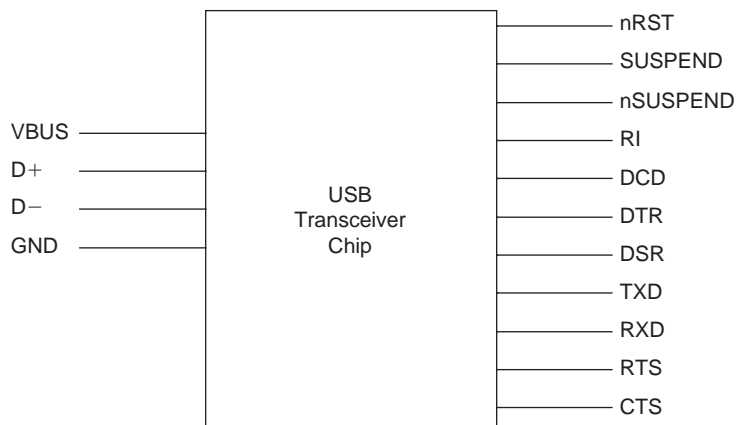 VBUS
D+
D−
GND
USB
Transceiver
Chip
nRST
SUSPEND
nSUSPEND
RI
DCD
DTR
DSR
TXD
RXD
RTS
CTS